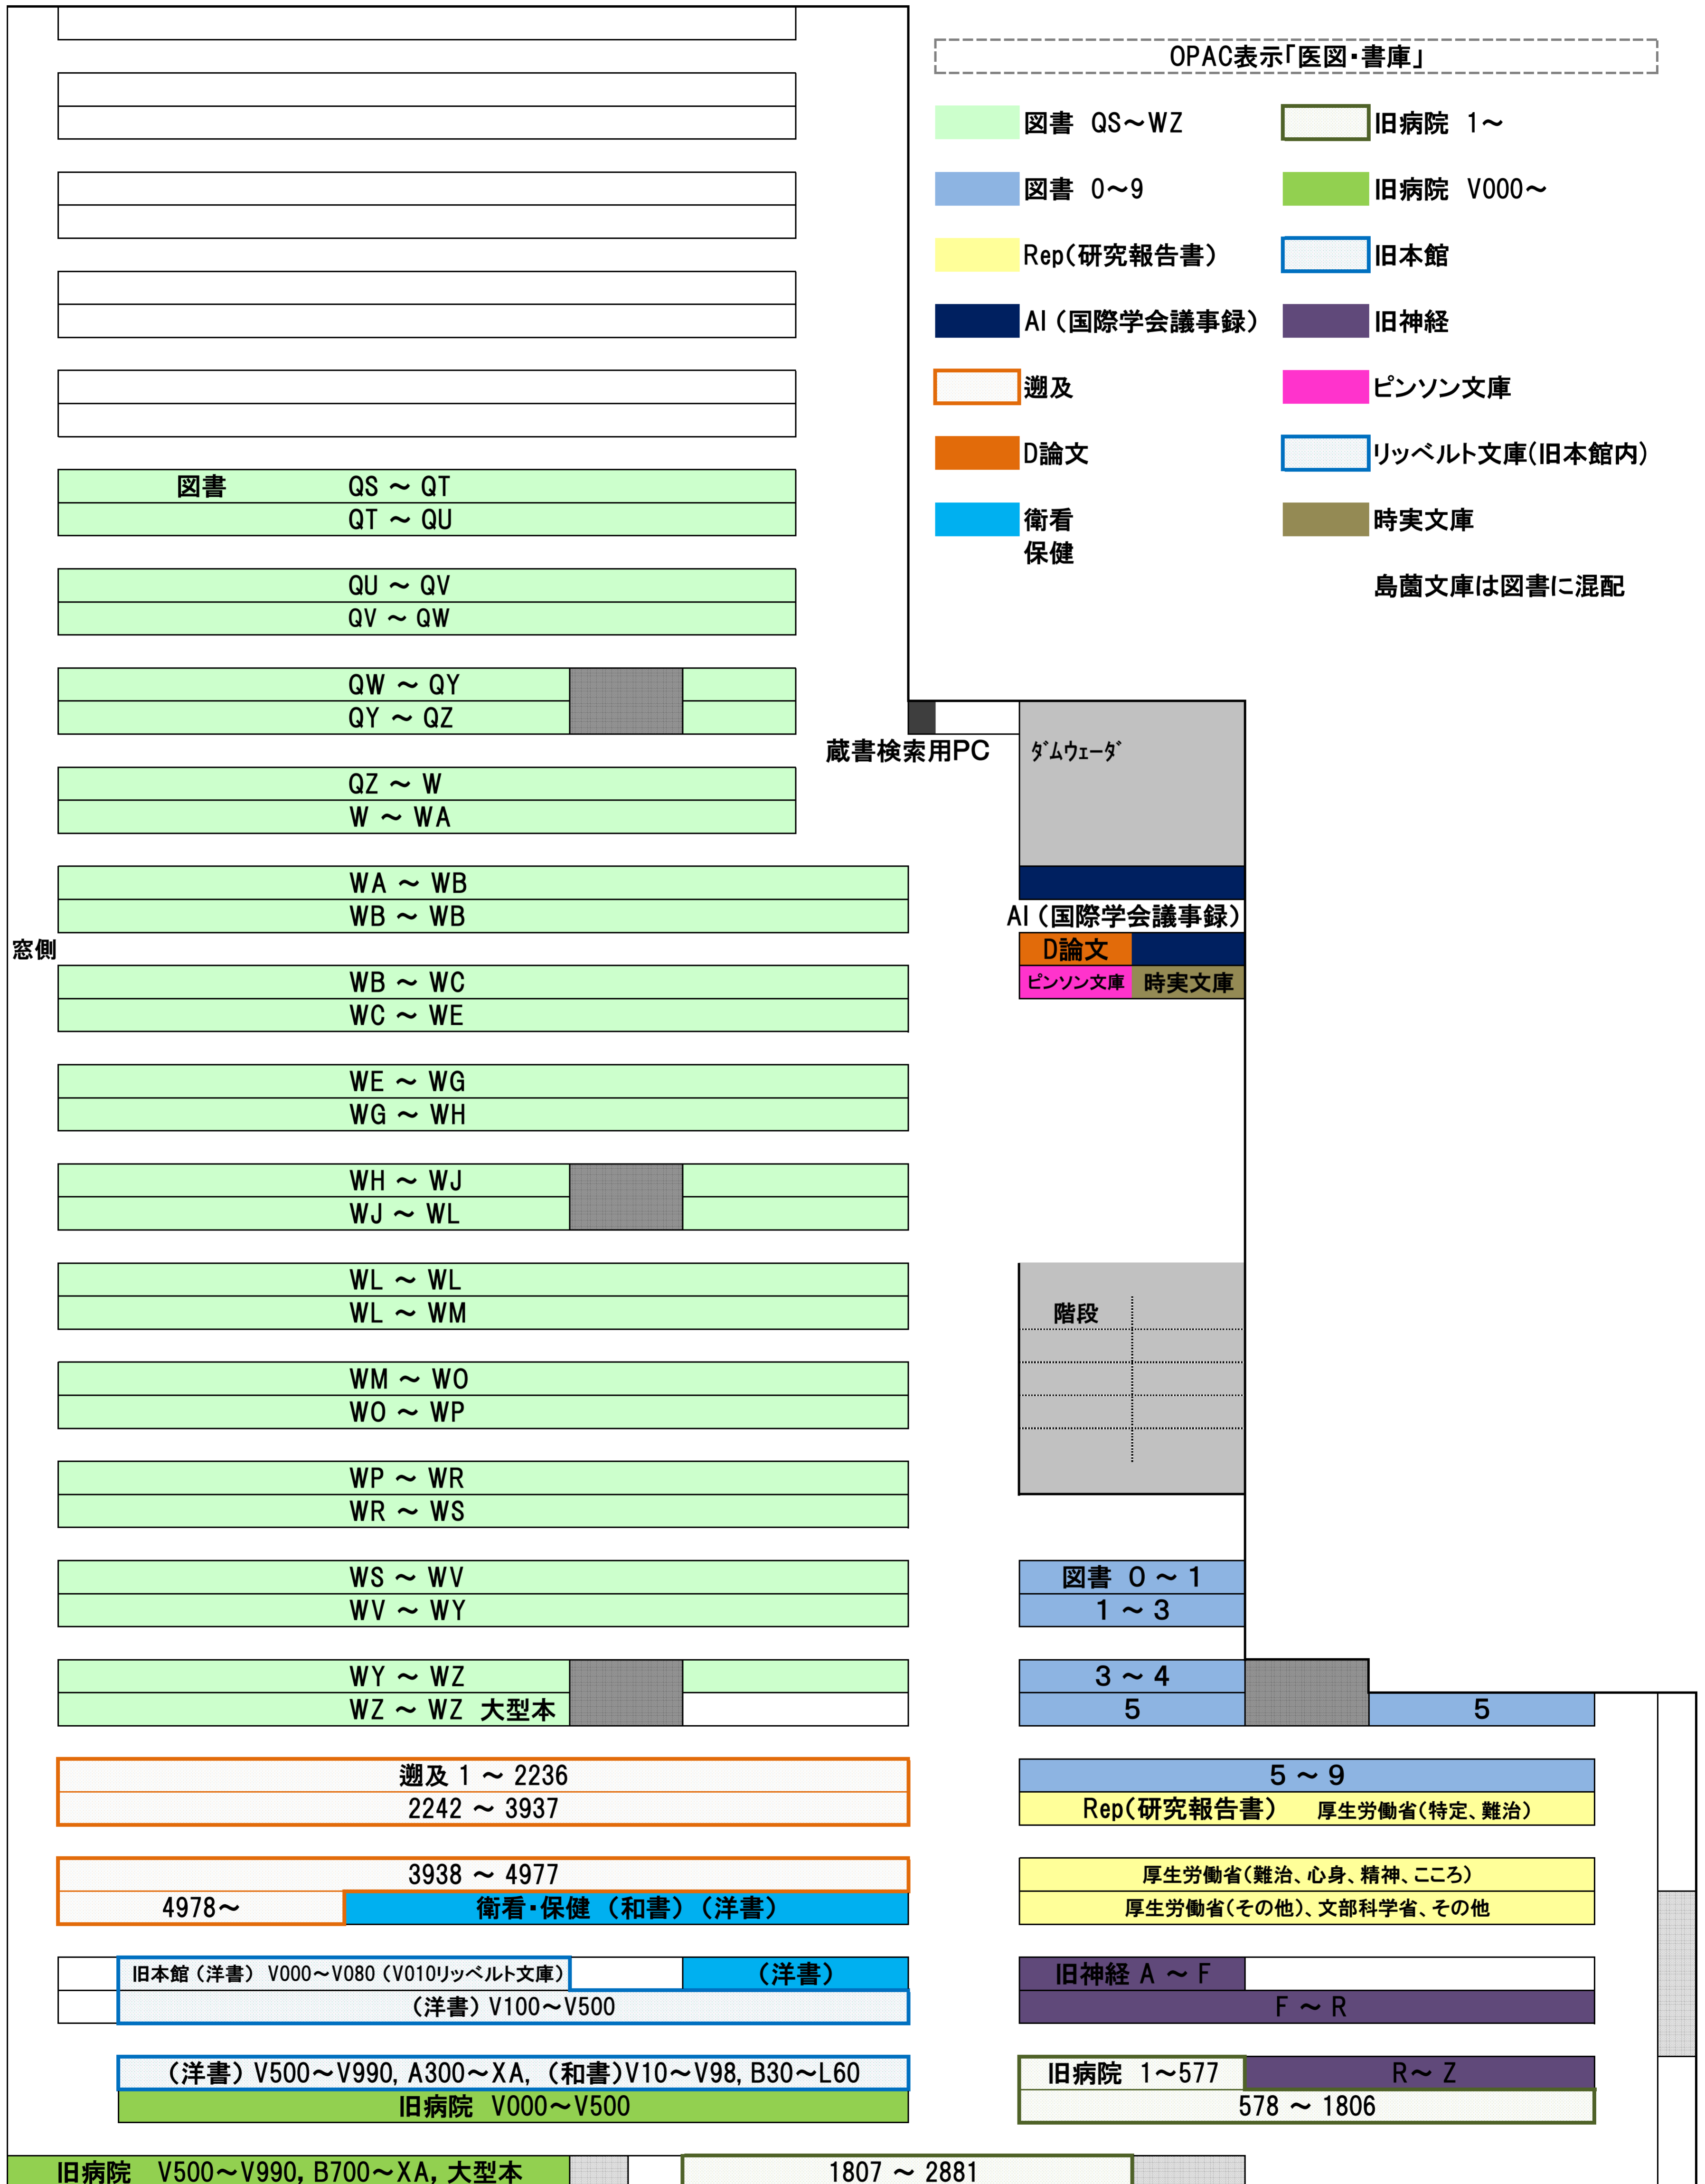 OPAC表示「医図・書庫」
図書 QS～WZ
旧病院 1～
図書 0～9
旧病院 V000～
Rep（研究報告書）
旧本館
AI（国際学会議事録）
旧神経
遡及
ピンソン文庫
D論文
リッベルト文庫(旧本館内)
衛看
保健
時実文庫
島薗文庫は図書に混配
図書 QS ～ QT
QT ～ QU
QU ～ QV
QV ～ QW
QW ～ QY
QY ～ QZ
蔵書検索用PC
ﾀﾞﾑｳｪｰﾀﾞ
QZ ～ W
W ～ WA
WA ～ WB
WB ～ WB
AI（国際学会議事録）
窓側
D論文
WB ～ WC
ピンソン文庫
時実文庫
WC ～ WE
WE ～ WG
WG ～ WH
WH ～ WJ
WJ ～ WL
WL ～ WL
WL ～ WM
階段
WM ～ WO
WO ～ WP
WP ～ WR
WR ～ WS
WS ～ WV
図書 0 ～ 1
WV ～ WY
1 ～ 3
WY ～ WZ
3 ～ 4
WZ ～ WZ 大型本
5
5
遡及 1 ～ 2236
5 ～ 9
2242 ～ 3937
Rep(研究報告書) 厚生労働省(特定、難治)
3938 ～ 4977
厚生労働省(難治、心身、精神、こころ)
4978～
衛看・保健 （和書）（洋書）
厚生労働省(その他)、文部科学省、その他
旧本館（洋書） V000～V080（V010リッベルト文庫）
（洋書）
旧神経 A ～ F
（洋書）V100～V500
F ～ R
（洋書）V500～V990, A300～XA, （和書)V10～V98, B30～L60
旧病院 1～577
R～ Z
旧病院 V000～V500
578 ～ 1806
旧病院 V500～V990, B700～XA, 大型本
1807 ～ 2881